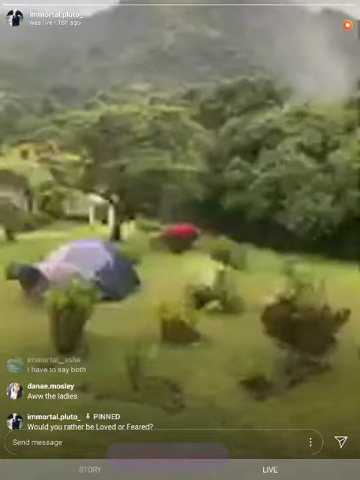 immortal.pluto_
was live • 16h ago
immortal__asha
I have to say both
danae.mosley
Aww the ladies
immortal.pluto_ PINNED
Would you rather be Loved or Feared?
Send message
STORY LIVE